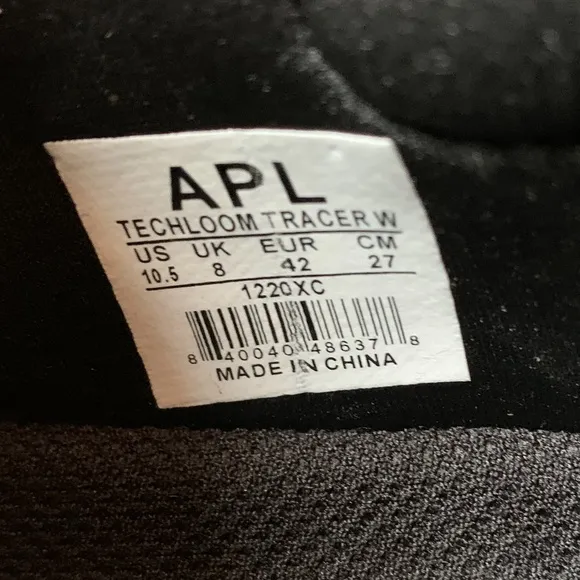 APL
TECHLOOM TRACER W
US UK EUR CM
10.5 8 42 27
1220XC
8 40040 48637 8
MADE IN CHINA